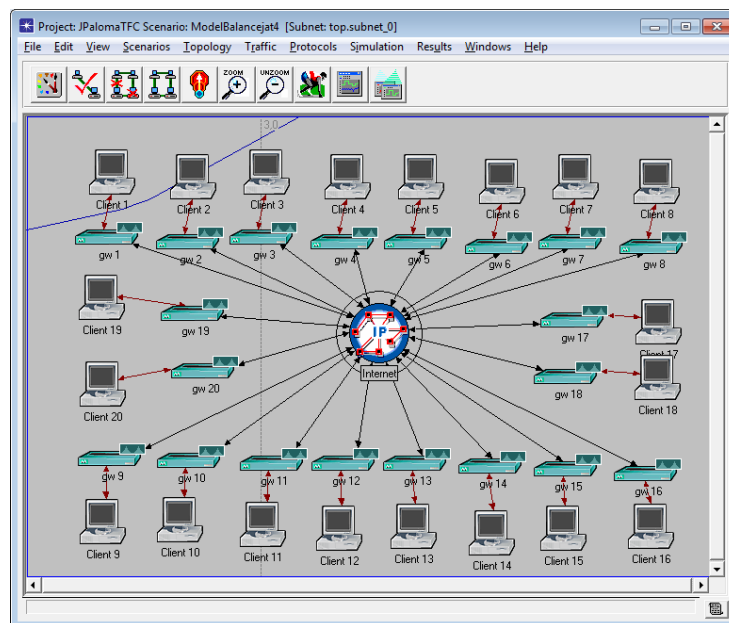 Project: JPalomaTFC Scenario: ModelBalancejat4 [Subnet: top.subnet_0]
File Edit View Scenarios Topology Traffic Protocols Simulation Results Windows Help
ZOOM UNZOOM
3,0
Client 1 Client 2 Client 3 Client 4 Client 5 Client 6 Client 7 Client 8
gw 1 gw 2 gw 3 gw 4 gw 5 gw 6 gw 7 gw 8
Client 19 gw 19 IP gw 17 Client 17
Internet
Client 20 gw 20 gw 18 Client 18
gw 9 gw 10 gw 11 gw 12 gw 13 gw 14 gw 15 gw 16
Client 9 Client 10 Client 11 Client 12 Client 13 Client 14 Client 15 Client 16